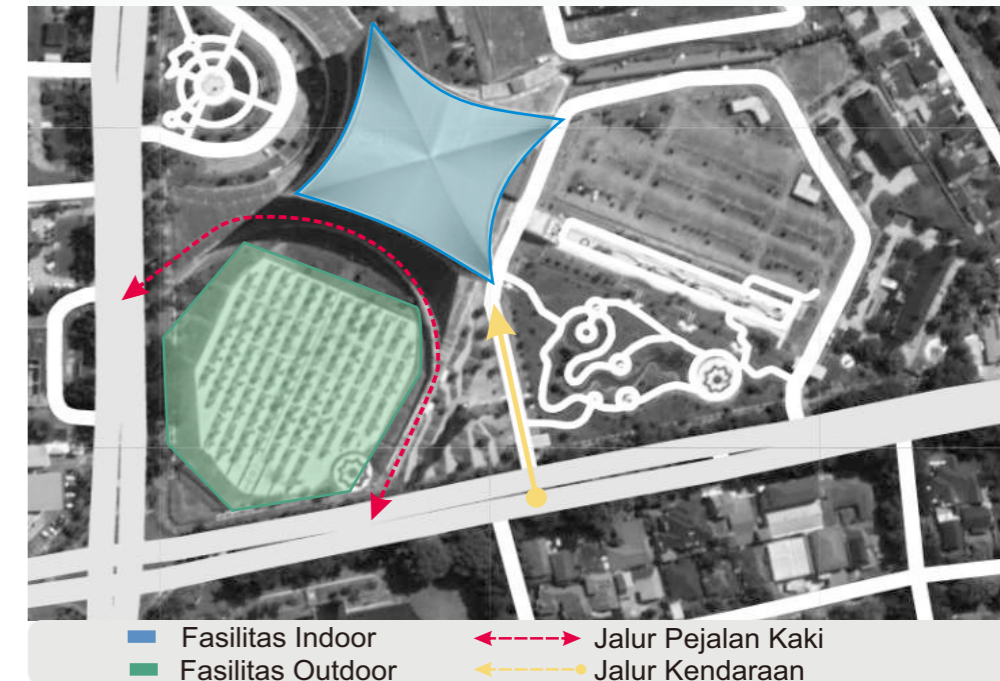 Fasilitas Indoor
Jalur Pejalan Kaki
Fasilitas Outdoor
Jalur Kendaraan